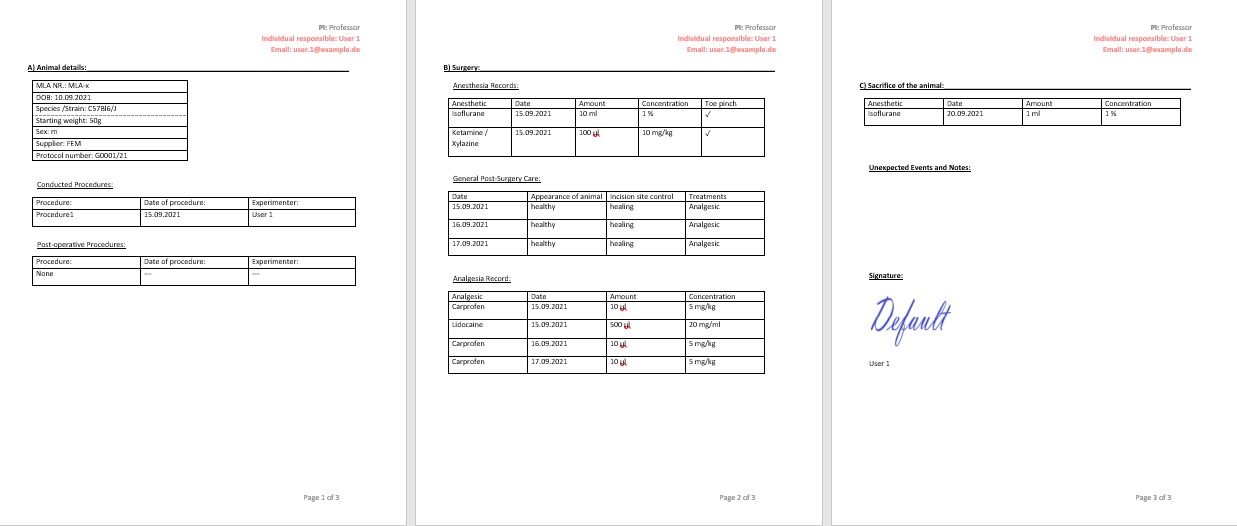 PI: Professor
Individual responsible: User 1
Email: user.1@example.de
A) Animal details:
MLA NR.: MLA-x
DOB: 10.09.2021
Species /Strain: C57Bl6/J
Starting weight: 50g
Sex: m
Supplier: FEM
Protocol number: G0001/21
Conducted Procedures:
Procedure: Date of procedure: Experimenter:
Procedure1 15.09.2021 User 1
Post-operative Procedures:
Procedure: Date of procedure: Experimenter:
None --- ---
Page 1 of 3
PI: Professor
Individual responsible: User 1
Email: user.1@example.de
B) Surgery:
Anesthesia Records:
Anesthetic Date Amount Concentration Toe pinch
Isoflurane 15.09.2021 10 ml 1 % ✓
Ketamine / 15.09.2021 100 µl 10 mg/kg ✓
Xylazine
General Post-Surgery Care:
Date Appearance of animal Incision site control Treatments
15.09.2021 healthy healing Analgesic
16.09.2021 healthy healing Analgesic
17.09.2021 healthy healing Analgesic
Analgesia Record:
Analgesic Date Amount Concentration
Carprofen 15.09.2021 10 µl 5 mg/kg
Lidocaine 15.09.2021 500 µl 20 mg/ml
Carprofen 16.09.2021 10 µl 5 mg/kg
Carprofen 17.09.2021 10 µl 5 mg/kg
Page 2 of 3
PI: Professor
Individual responsible: User 1
Email: user.1@example.de
C) Sacrifice of the animal:
Anesthetic Date Amount Concentration
Isoflurane 20.09.2021 1 ml 1 %
Unexpected Events and Notes:
Signature:
Default
User 1
Page 3 of 3